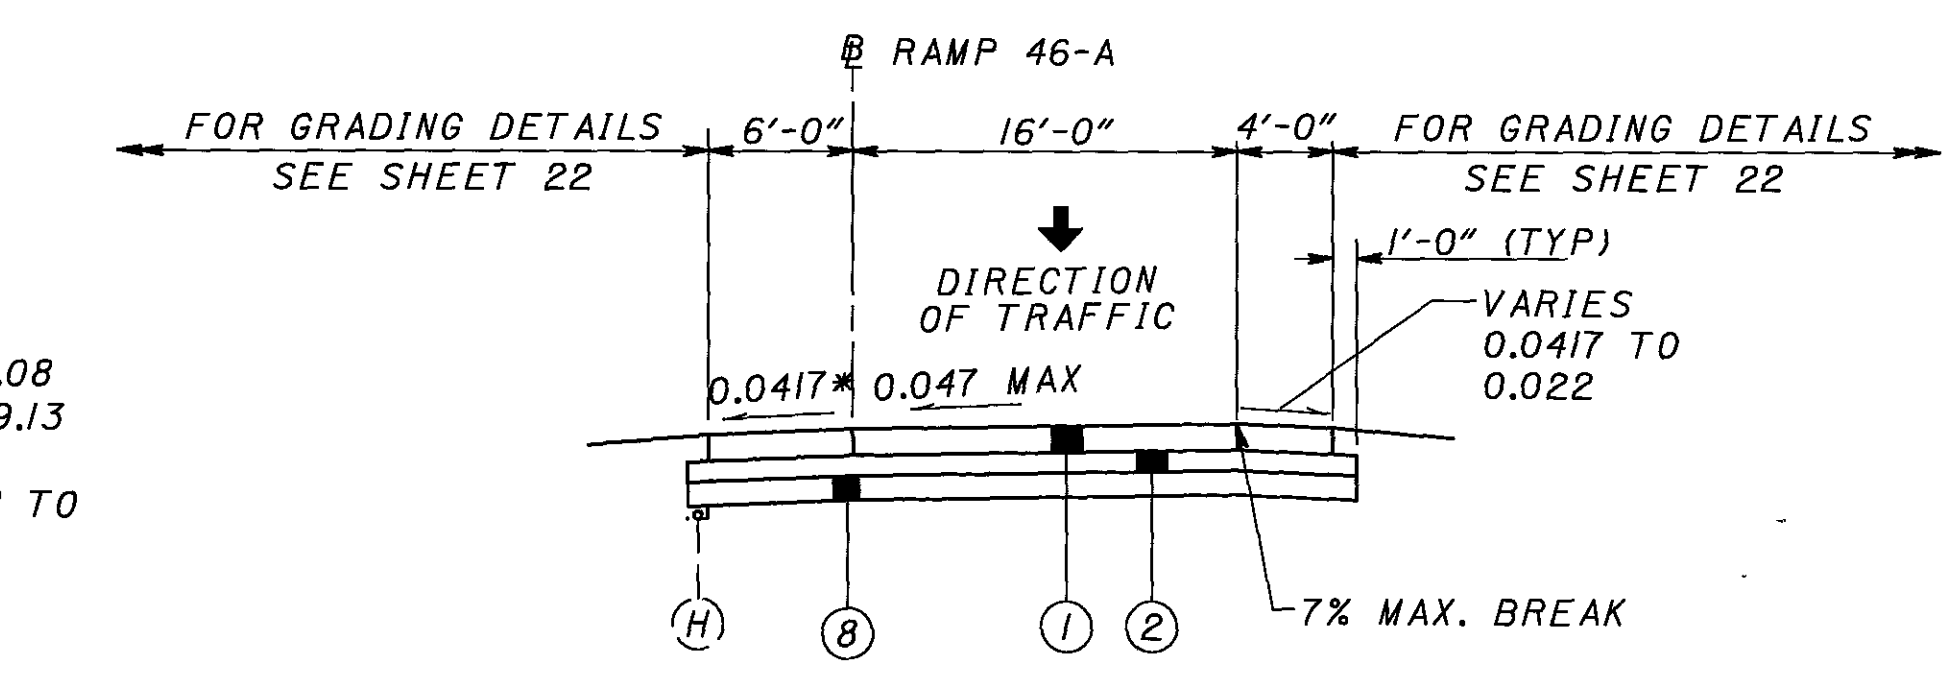 ℄ RAMP 46-A
FOR GRADING DETAILS
SEE SHEET 22
6'-0"
16'-0"
4'-0"
FOR GRADING DETAILS
SEE SHEET 22
1'-0" (TYP)
DIRECTION
OF TRAFFIC
VARIES
0.0417 TO
0.022
.08
9.13
TO
0.0417*
0.047 MAX
7% MAX. BREAK
H
8
1
2